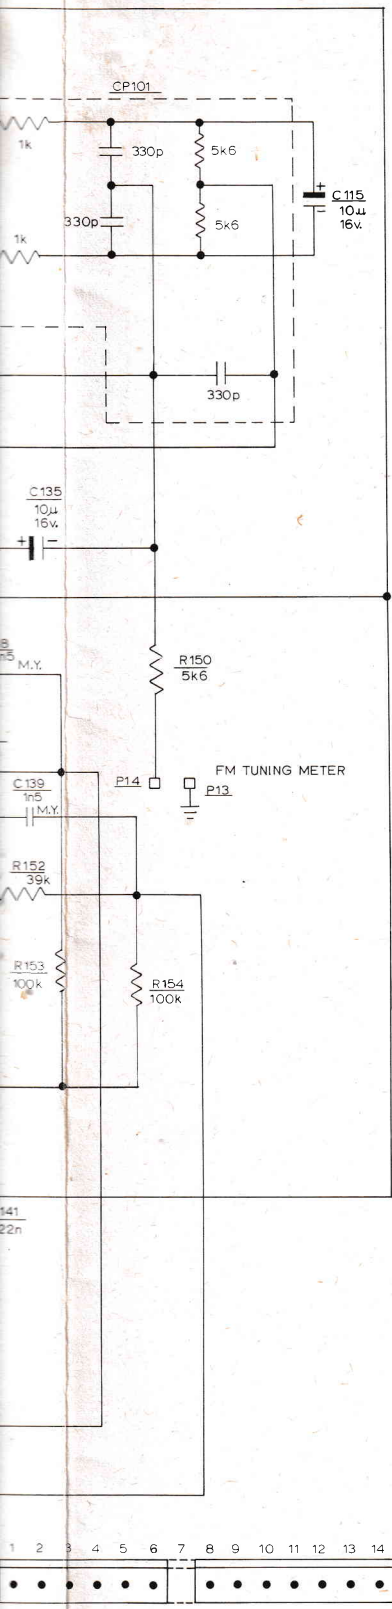 CP101
1k
330p
5k6
+
C115
10µ
16v.
−
330p
5k6
1k
330p
C135
10µ
16v.
+ −
M.Y.
R150
5k6
P14
P13
FM TUNING METER
C139
1n5
M.Y.
R152
39k
R153
100k
R154
100k
141
22n
1 2 3 4 5 6 7 8 9 10 11 12 13 14